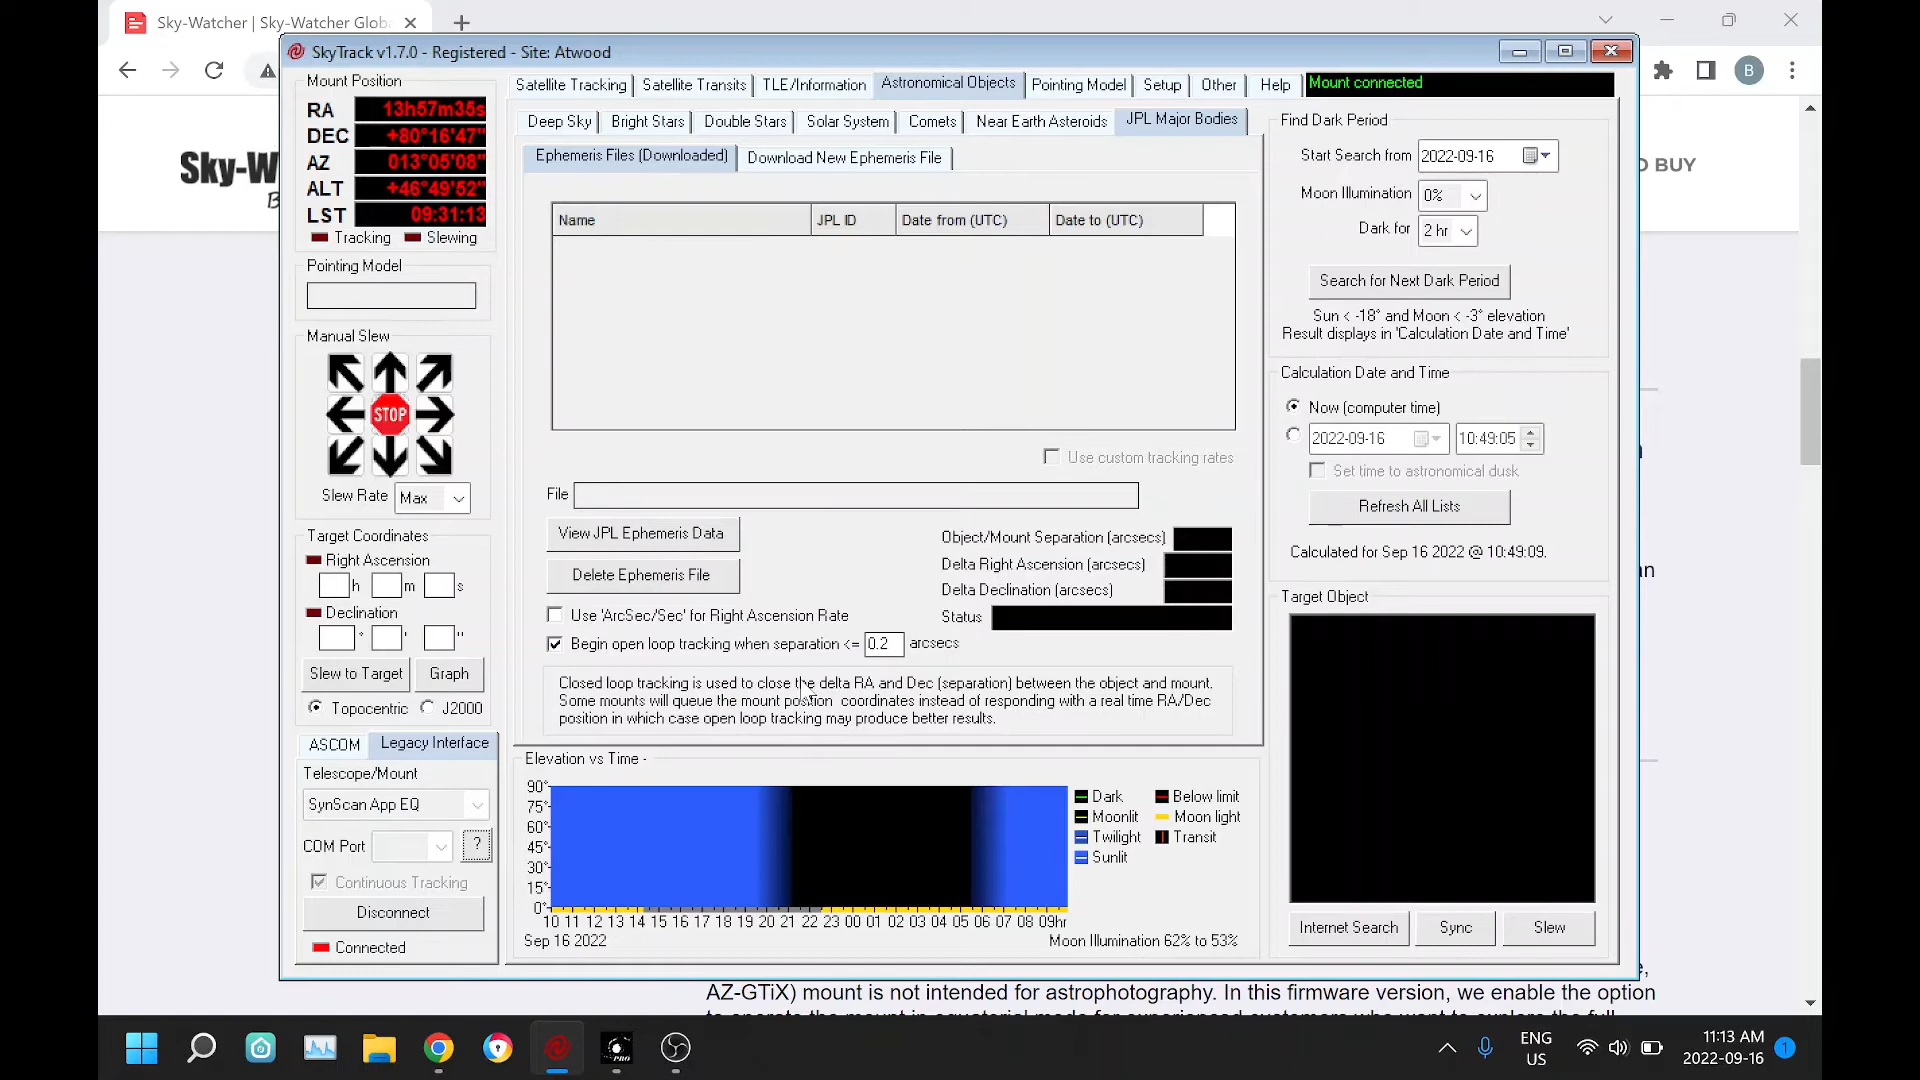 Sky-Watcher | Sky-Watcher Globa
SkyTrack v1.7.0 - Registered - Site: Atwood
Mount Position
RA 13h57m35s
DEC +80°16'47"
AZ 013°05'08"
ALT +46°49'52"
LST 09:31:13
Tracking Slewing
Pointing Model
Manual Slew
STOP
Slew Rate Max
Target Coordinates
Right Ascension
h m s
Declination
° ' "
Slew to Target Graph
Topocentric J2000
ASCOM Legacy Interface
Telescope/Mount
SynScan App EQ
COM Port ?
Continuous Tracking
Disconnect
Connected
Satellite Tracking Satellite Transits TLE/Information Astronomical Objects Pointing Model Setup Other Help Mount connected
Deep Sky Bright Stars Double Stars Solar System Comets Near Earth Asteroids JPL Major Bodies
Ephemeris Files (Downloaded) Download New Ephemeris File
Name JPL ID Date from (UTC) Date to (UTC)
Use custom tracking rates
File
View JPL Ephemeris Data
Delete Ephemeris File
Object/Mount Separation (arcsecs)
Delta Right Ascension (arcsecs)
Delta Declination (arcsecs)
Status
Use 'ArcSec/Sec' for Right Ascension Rate
Begin open loop tracking when separation <= 0.2 arcsecs
Closed loop tracking is used to close the delta RA and Dec (separation) between the object and mount.
Some mounts will queue the mount position coordinates instead of responding with a real time RA/Dec
position in which case open loop tracking may produce better results.
Elevation vs Time -
90°
75°
60°
45°
30°
15°
0°
10 11 12 13 14 15 16 17 18 19 20 21 22 23 00 01 02 03 04 05 06 07 08 09hr
Sep 16 2022 Moon Illumination 62% to 53%
Dark Below limit
Moonlit Moon light
Twilight Transit
Sunlit
Find Dark Period
Start Search from 2022-09-16
Moon Illumination 0%
Dark for 2 hr
Search for Next Dark Period
Sun < -18° and Moon < -3° elevation
Result displays in 'Calculation Date and Time'
Calculation Date and Time
Now (computer time)
2022-09-16 10:49:05
Set time to astronomical dusk
Refresh All Lists
Calculated for Sep 16 2022 @ 10:49:09.
Target Object
Internet Search Sync Slew
B
Sky-W
O BUY
an
AZ-GTiX) mount is not intended for astrophotography. In this firmware version, we enable the option
PRO
ENG
US
11:13 AM
2022-09-16
1